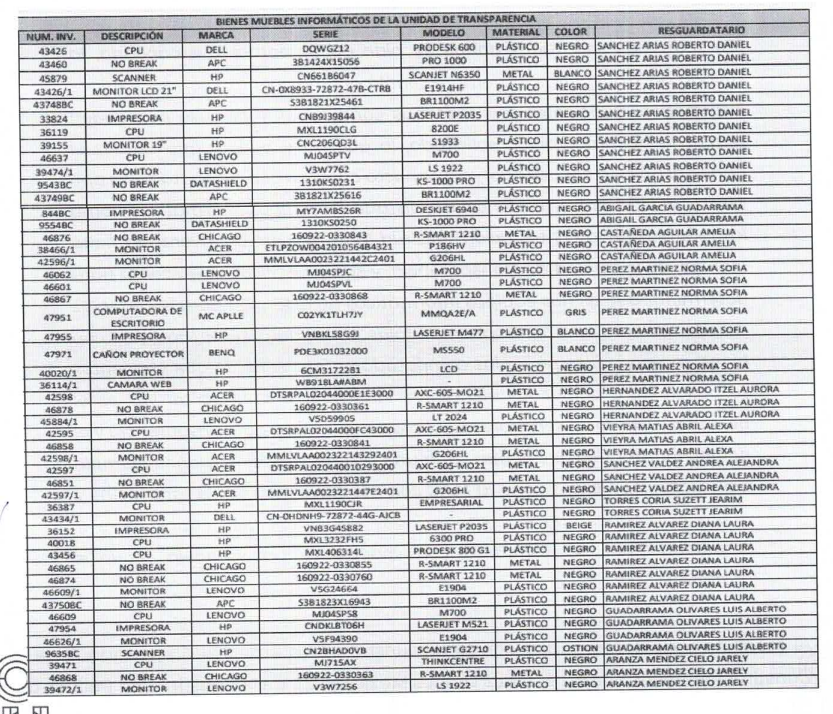 BIENES MUEBLES INFORMÁTICOS DE LA UNIDAD DE TRANSPARENCIA
NUM. INV. DESCRIPCIÓN MARCA SERIE MODELO MATERIAL COLOR RESGUARDATARIO
43426 CPU DELL DQWGZ12 PRODESK 600 PLÁSTICO NEGRO SANCHEZ ARIAS ROBERTO DANIEL
43460 NO BREAK APC 3B1424X15056 PRO 1000 PLÁSTICO NEGRO SANCHEZ ARIAS ROBERTO DANIEL
45879 SCANNER HP CN661B6047 SCANJET N6350 METAL BLANCO SANCHEZ ARIAS ROBERTO DANIEL
43426/1 MONITOR LCD 21" DELL CN-0X8933-72872-47B-CTRB E1914HF PLÁSTICO NEGRO SANCHEZ ARIAS ROBERTO DANIEL
43748BC NO BREAK APC S3B1821X25461 BR1100M2 PLÁSTICO NEGRO SANCHEZ ARIAS ROBERTO DANIEL
33824 IMPRESORA HP CNB9J39844 LASERJET P2035 PLÁSTICO NEGRO SANCHEZ ARIAS ROBERTO DANIEL
36119 CPU HP MXL1190CLG 8200E PLÁSTICO NEGRO SANCHEZ ARIAS ROBERTO DANIEL
39155 MONITOR 19" HP CNC206QD3L S1933 PLÁSTICO NEGRO SANCHEZ ARIAS ROBERTO DANIEL
46637 CPU LENOVO MJ04SPTV M700 PLÁSTICO NEGRO SANCHEZ ARIAS ROBERTO DANIEL
39474/1 MONITOR LENOVO V3W7762 LS 1922 PLÁSTICO NEGRO SANCHEZ ARIAS ROBERTO DANIEL
9543BC NO BREAK DATASHIELD 1310K50231 KS-1000 PRO PLÁSTICO NEGRO SANCHEZ ARIAS ROBERTO DANIEL
43749BC NO BREAK APC 3B1821X25616 BR1100M2 PLÁSTICO NEGRO SANCHEZ ARIAS ROBERTO DANIEL
844BC IMPRESORA HP MY7AMBS26R DESKJET 6940 PLÁSTICO NEGRO ABIGAIL GARCIA GUADARRAMA
9554BC NO BREAK DATASHIELD 1310KS0250 KS-1000 PRO PLÁSTICO NEGRO ABIGAIL GARCIA GUADARRAMA
46876 NO BREAK CHICAGO 160922-0330843 R-SMART 1210 METAL NEGRO CASTAÑEDA AGUILAR AMELIA
38466/1 MONITOR ACER ETLPZOW0042010564B4321 P186HV PLÁSTICO NEGRO CASTAÑEDA AGUILAR AMELIA
42596/1 MONITOR ACER MMLVLAA0023221442C2401 G206HL PLÁSTICO NEGRO CASTAÑEDA AGUILAR AMELIA
46062 CPU LENOVO MJ04SPJC M700 PLÁSTICO NEGRO PEREZ MARTINEZ NORMA SOFIA
46601 CPU LENOVO MJ04SPVL M700 PLÁSTICO NEGRO PEREZ MARTINEZ NORMA SOFIA
46867 NO BREAK CHICAGO 160922-0330868 R-SMART 1210 METAL NEGRO PEREZ MARTINEZ NORMA SOFIA
47951 COMPUTADORA DE ESCRITORIO MC APLLE C02YK1TLH7JY MMQA2E/A PLÁSTICO GRIS PEREZ MARTINEZ NORMA SOFIA
47955 IMPRESORA HP VNBKLS8G9J LASERJET M477 PLÁSTICO BLANCO PEREZ MARTINEZ NORMA SOFIA
47971 CAÑON PROYECTOR BENQ PDE3K01032000 MS550 PLÁSTICO BLANCO PEREZ MARTINEZ NORMA SOFIA
40020/1 MONITOR HP 6CM3172281 LCD PLÁSTICO NEGRO PEREZ MARTINEZ NORMA SOFIA
36114/1 CAMARA WEB HP WB918LA#ABM - PLÁSTICO NEGRO PEREZ MARTINEZ NORMA SOFIA
42598 CPU ACER DTSRPAL02044000E1E3000 AXC-605-MO21 METAL NEGRO HERNANDEZ ALVARADO ITZEL AURORA
46878 NO BREAK CHICAGO 160922-0330361 R-SMART 1210 METAL NEGRO HERNANDEZ ALVARADO ITZEL AURORA
45884/1 MONITOR LENOVO V5D59905 LT 2024 PLÁSTICO NEGRO HERNANDEZ ALVARADO ITZEL AURORA
42595 CPU ACER DTSRPAL02044000FC43000 AXC-605-MO21 METAL NEGRO VIEYRA MATIAS ABRIL ALEXA
46858 NO BREAK CHICAGO 160922-0330841 R-SMART 1210 METAL NEGRO VIEYRA MATIAS ABRIL ALEXA
42598/1 MONITOR ACER MMLVLAA002322143292401 G206HL PLÁSTICO NEGRO VIEYRA MATIAS ABRIL ALEXA
42597 CPU ACER DTSRPAL020440010293000 AXC-605-MO21 METAL NEGRO SANCHEZ VALDEZ ANDREA ALEJANDRA
46851 NO BREAK CHICAGO 160922-0330387 R-SMART 1210 METAL NEGRO SANCHEZ VALDEZ ANDREA ALEJANDRA
42597/1 MONITOR ACER MMLVLAA0023221447E2401 G206HL PLÁSTICO NEGRO SANCHEZ VALDEZ ANDREA ALEJANDRA
36387 CPU HP MXL1190CJR EMPRESARIAL PLÁSTICO NEGRO TORRES CORIA SUZETT JEARIM
43434/1 MONITOR DELL CN-0HDNH9-72872-44G-AJCB - PLÁSTICO NEGRO TORRES CORIA SUZETT JEARIM
36152 IMPRESORA HP VNB3G45882 LASERJET P2035 PLÁSTICO BEIGE RAMIREZ ALVAREZ DIANA LAURA
40018 CPU HP MXL3232FH5 6300 PRO PLÁSTICO NEGRO RAMIREZ ALVAREZ DIANA LAURA
43456 CPU HP MXL406314L PRODESK 800 G1 PLÁSTICO NEGRO RAMIREZ ALVAREZ DIANA LAURA
46865 NO BREAK CHICAGO 160922-0330855 R-SMART 1210 METAL NEGRO RAMIREZ ALVAREZ DIANA LAURA
46874 NO BREAK CHICAGO 160922-0330760 R-SMART 1210 METAL NEGRO RAMIREZ ALVAREZ DIANA LAURA
46609/1 MONITOR LENOVO V5G24664 E1904 PLÁSTICO NEGRO RAMIREZ ALVAREZ DIANA LAURA
43750BC NO BREAK APC S3B1823X16943 BR1100M2 PLÁSTICO NEGRO RAMIREZ ALVAREZ DIANA LAURA
46609 CPU LENOVO MJ04SPS8 M700 PLÁSTICO NEGRO GUADARRAMA OLIVARES LUIS ALBERTO
47954 IMPRESORA HP CNDKLBT06H LASERJET M521 PLÁSTICO NEGRO GUADARRAMA OLIVARES LUIS ALBERTO
46626/1 MONITOR LENOVO V5F94390 E1904 PLÁSTICO NEGRO GUADARRAMA OLIVARES LUIS ALBERTO
9635BC SCANNER HP CN2BHAD0VB SCANJET G2710 PLÁSTICO OSTION GUADARRAMA OLIVARES LUIS ALBERTO
39471 CPU LENOVO MJ715AX THINKCENTRE PLÁSTICO NEGRO ARANZA MENDEZ CIELO JARELY
46868 NO BREAK CHICAGO 160922-0330363 R-SMART 1210 METAL NEGRO ARANZA MENDEZ CIELO JARELY
39472/1 MONITOR LENOVO V3W7256 LS 1922 PLÁSTICO NEGRO ARANZA MENDEZ CIELO JARELY